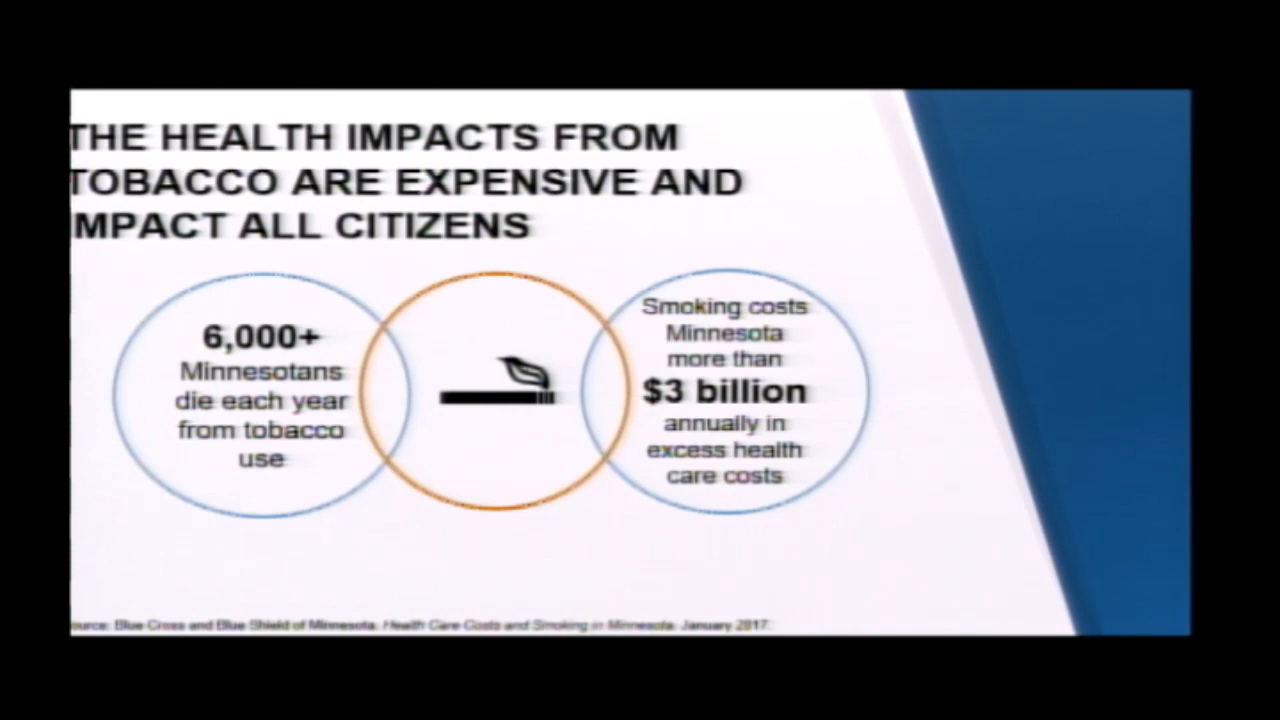 THE HEALTH IMPACTS FROM
TOBACCO ARE EXPENSIVE AND
IMPACT ALL CITIZENS
6,000+
Minnesotans
die each year
from tobacco
use
Smoking costs
Minnesota
more than
$3 billion
annually in
excess health
care costs
ource: Blue Cross and Blue Shield of Minnesota. Health Care Costs and Smoking in Minnesota. January 2017.